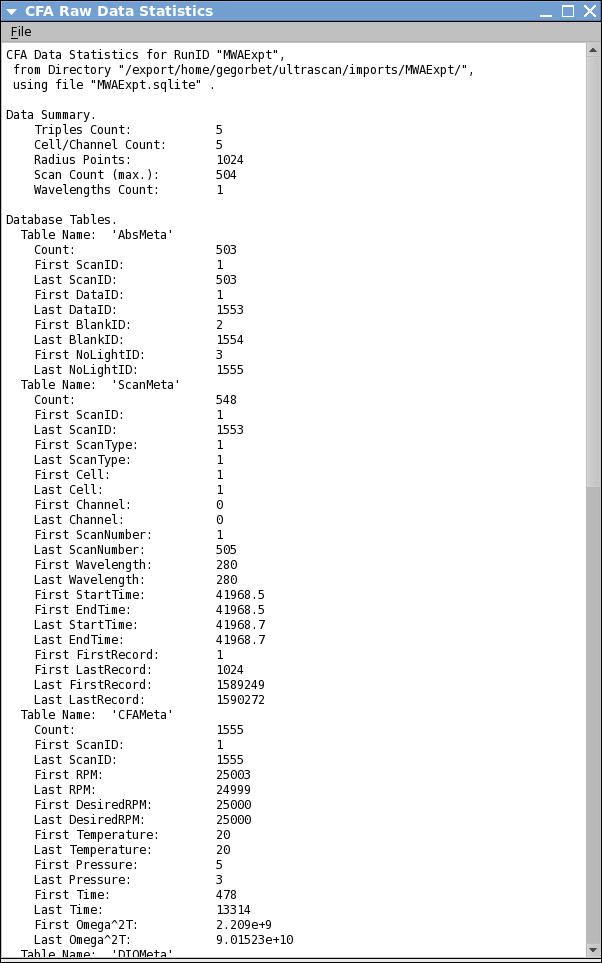 CFA Raw Data Statistics
File
CFA Data Statistics for RunID "MWAExpt",
from Directory "/export/home/gegorbet/ultrascan/imports/MWAExpt/",
using file "MWAExpt.sqlite" .
Data Summary.
Triples Count: 5
Cell/Channel Count: 5
Radius Points: 1024
Scan Count (max.): 504
Wavelengths Count: 1
Database Tables.
Table Name: 'AbsMeta'
Count: 503
First ScanID: 1
Last ScanID: 503
First DataID: 1
Last DataID: 1553
First BlankID: 2
Last BlankID: 1554
First NoLightID: 3
Last NoLightID: 1555
Table Name: 'ScanMeta'
Count: 548
First ScanID: 1
Last ScanID: 1553
First ScanType: 1
Last ScanType: 1
First Cell: 1
Last Cell: 1
First Channel: 0
Last Channel: 0
First ScanNumber: 1
Last ScanNumber: 505
First Wavelength: 280
Last Wavelength: 280
First StartTime: 41968.5
First EndTime: 41968.5
Last StartTime: 41968.7
Last EndTime: 41968.7
First FirstRecord: 1
First LastRecord: 1024
Last FirstRecord: 1589249
Last LastRecord: 1590272
Table Name: 'CFAMeta'
Count: 1555
First ScanID: 1
Last ScanID: 1555
First RPM: 25003
Last RPM: 24999
First DesiredRPM: 25000
Last DesiredRPM: 25000
First Temperature: 20
Last Temperature: 20
First Pressure: 5
Last Pressure: 3
First Time: 478
Last Time: 13314
First Omega^2T: 2.209e+9
Last Omega^2T: 9.01523e+10
Table Name: 'DIOMeta'